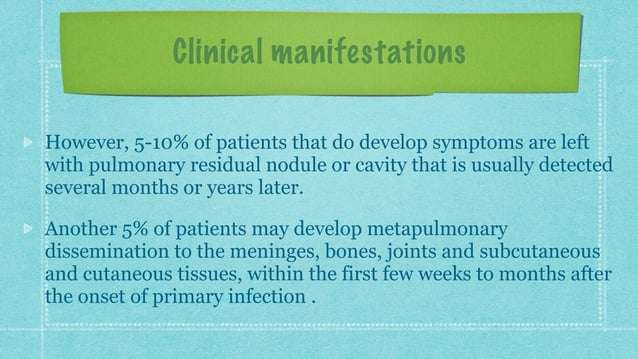 Clinical manifestations
However, 5-10% of patients that do develop symptoms are left
with pulmonary residual nodule or cavity that is usually detected
several months or years later.
Another 5% of patients may develop metapulmonary
dissemination to the meninges, bones, joints and subcutaneous
and cutaneous tissues, within the first few weeks to months after
the onset of primary infection .